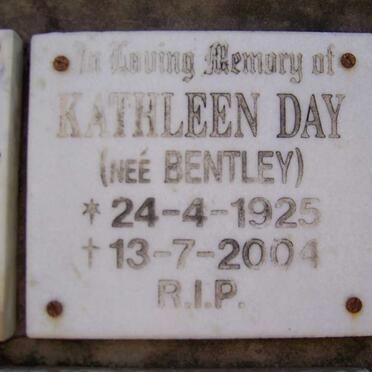 In Loving Memory of
KATHLEEN DAY
(NEÉ BENTLEY)
* 24-4-1925
† 13-7-2004
R.I.P.